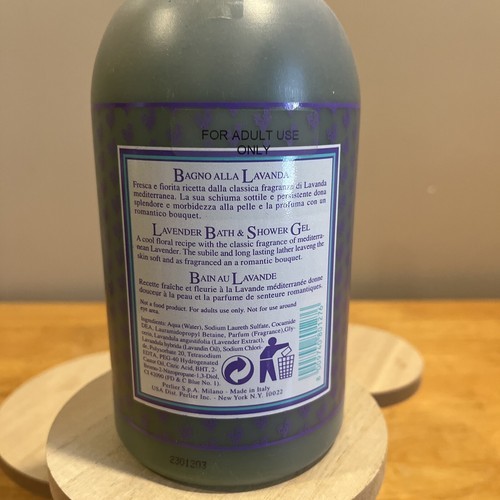 FOR ADULT USE
ONLY
BAGNO ALLA LAVANDA
Fresca e fiorita ricetta dalla classica fragranza di Lavanda
mediterranea. La sua schiuma sottile e persistente dona
splendore e morbidezza alla pelle e la profuma con un
romantico bouquet.
LAVENDER BATH & SHOWER GEL
A cool floral recipe with the classic fragrance of mediterra-
nean Lavender. The subile and long lasting lather leaveng the
skin soft and as fragranced an a romantic bouquet.
BAIN AU LAVANDE
Recette fraîche et fleurie à la Lavande méditerranée donne
douceur à la peau et la parfume de senteure romantiques.
Not a food product. For adults use only. Not for use around
eye area.
Ingredients: Aqua (Water), Sodium Laureth Sulfate, Cocamide
DEA, Lauramidopropyl Betaine, Parfum (Fragrance), Gly-
cerin, Lavandula angustifolia (Lavender Extract),
Lavandula hybrida (Lavandin Oil), Sodium Chlori-
de, Polysorbate 20, Tetrasodium
EDTA, PEG-40 Hydrogenated
Castor Oil, Citric Acid, BHT, 2-
Bromo-2-Nitropropane-1,3-Diol,
CI 42090 (FD & C Blue No. 1).
Perlier S.p.A. Milano - Made in Italy
USA Dist. Perlier Inc. - New York N.Y. 10022
2301207